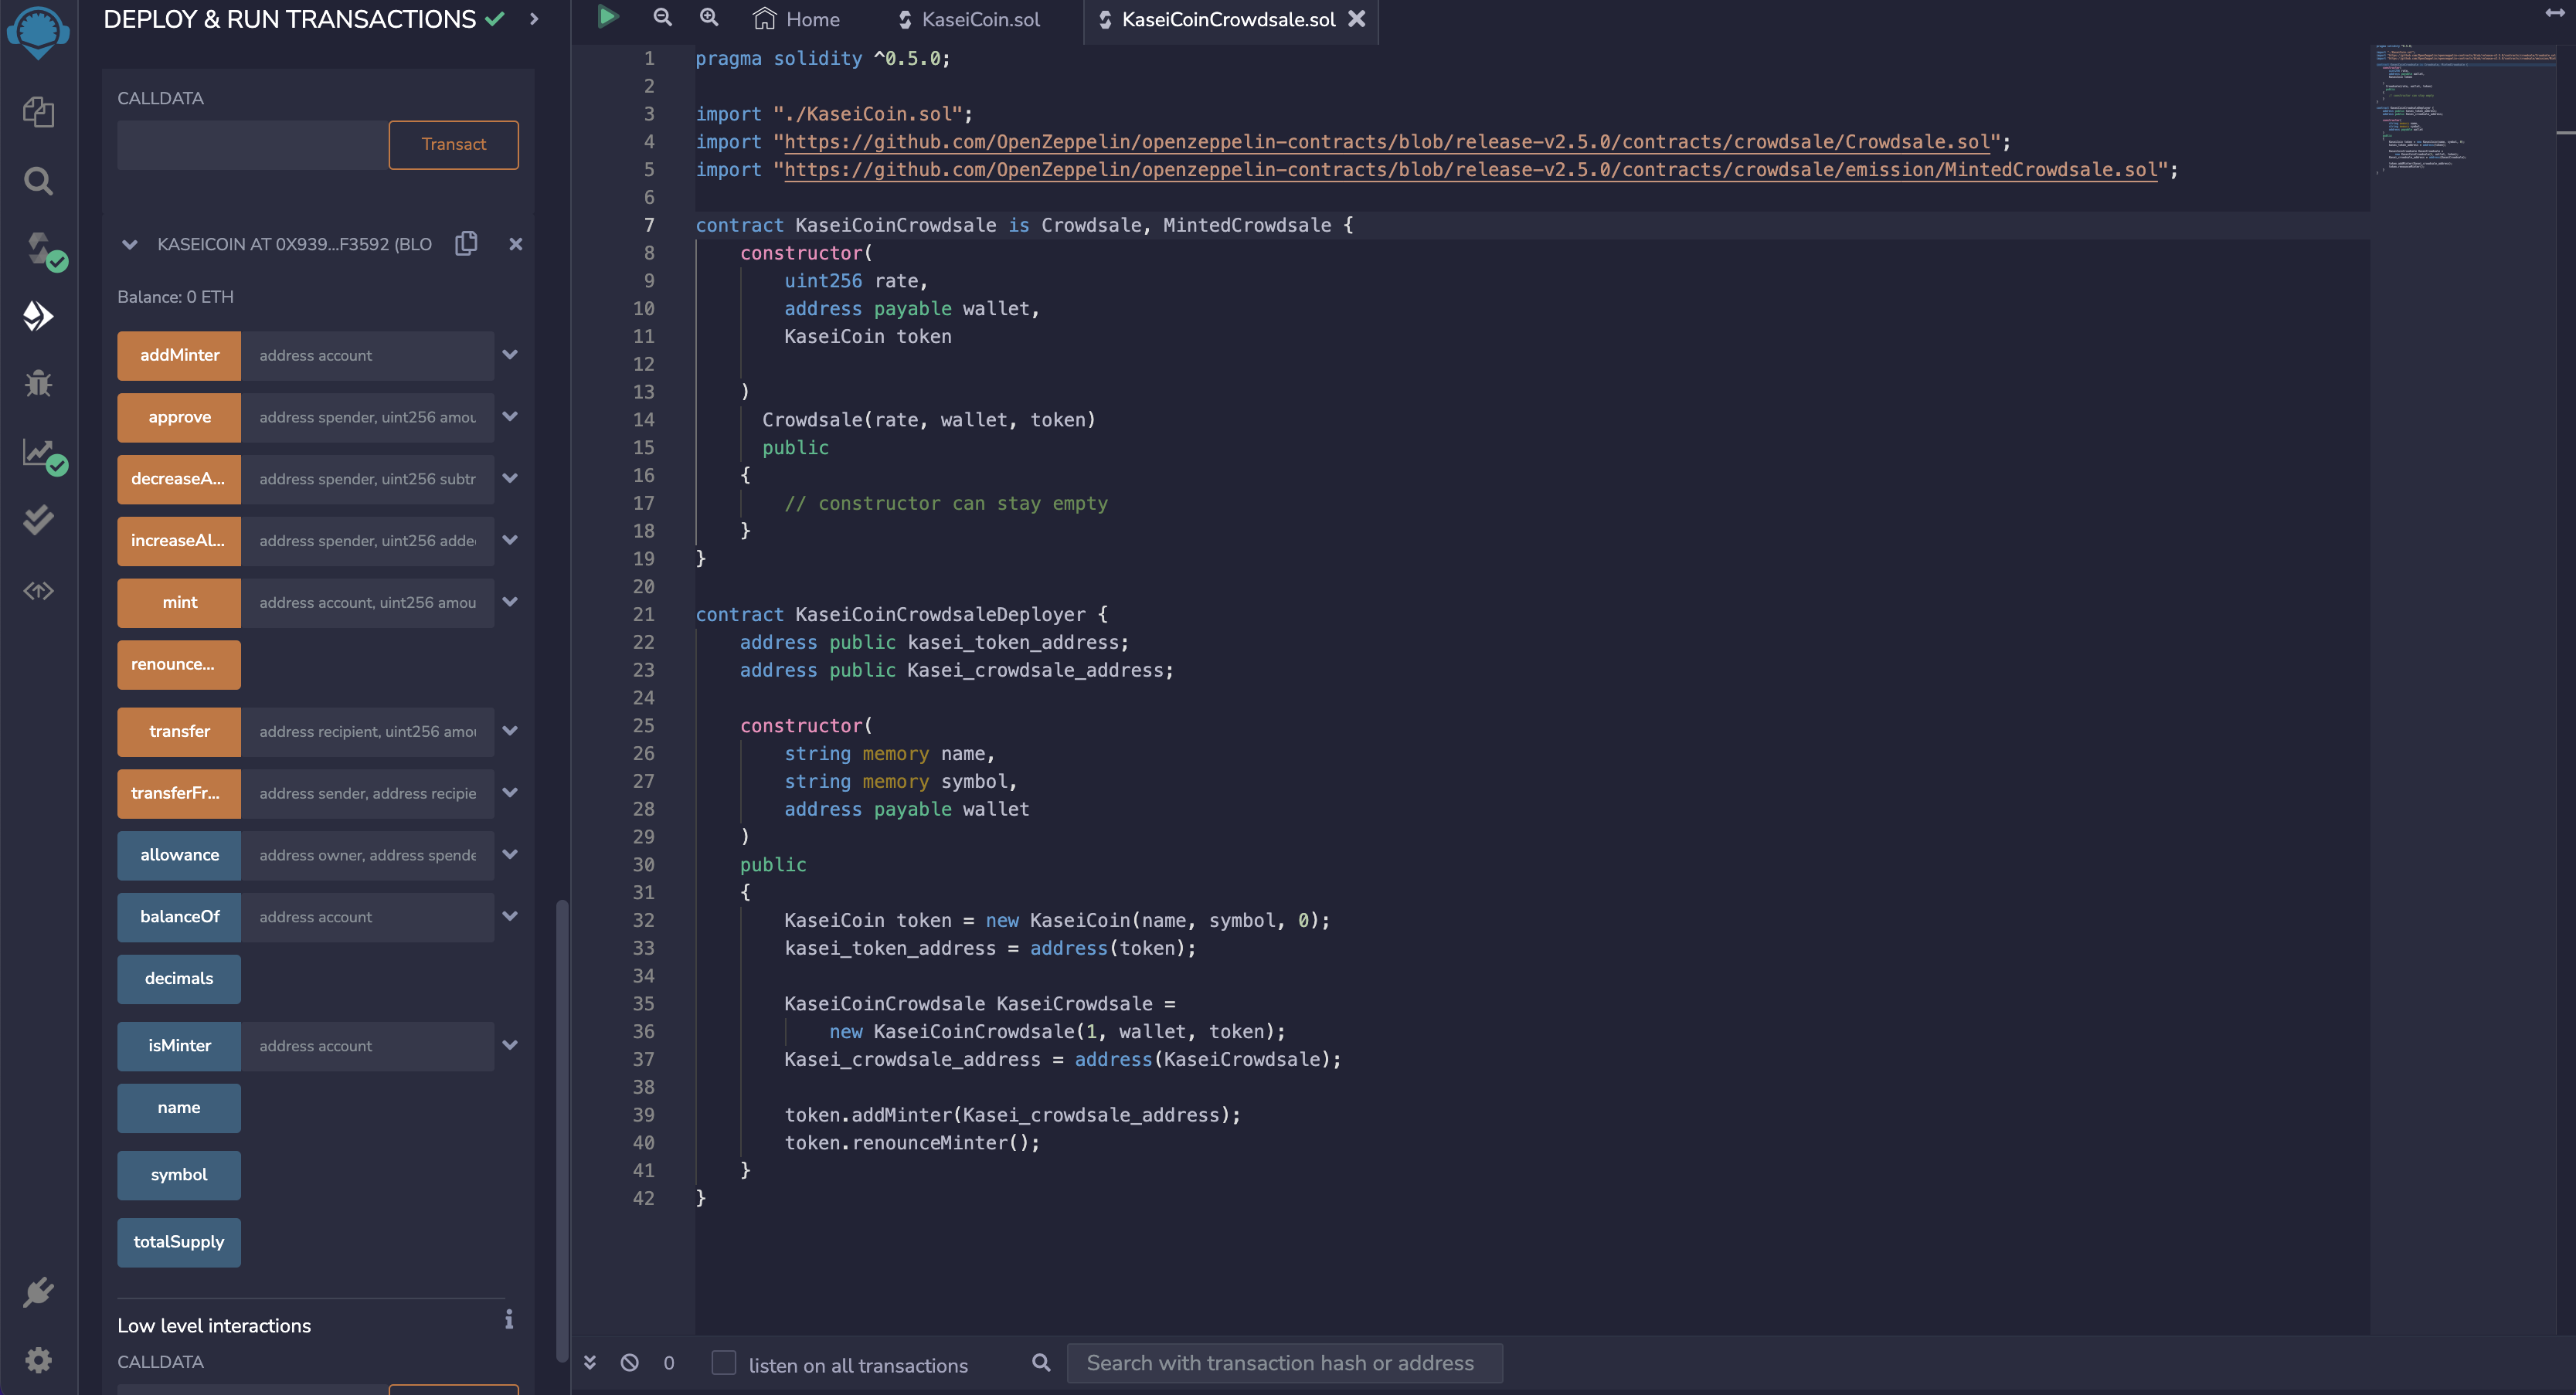 DEPLOY & RUN TRANSACTIONS
CALLDATA
Transact
KASEICOIN AT 0X939...F3592 (BLO
Balance: 0 ETH
addMinter address account
approve address spender, uint256 amou
decreaseA... address spender, uint256 subtr
increaseAl... address spender, uint256 adde
mint address account, uint256 amou
renounce...
transfer address recipient, uint256 amou
transferFr... address sender, address recipie
allowance address owner, address spende
balanceOf address account
decimals
isMinter address account
name
symbol
totalSupply
Low level interactions
i
CALLDATA
Home KaseiCoin.sol KaseiCoinCrowdsale.sol
1 pragma solidity ^0.5.0;
2
3 import "./KaseiCoin.sol";
4 import "https://github.com/OpenZeppelin/openzeppelin-contracts/blob/release-v2.5.0/contracts/crowdsale/Crowdsale.sol";
5 import "https://github.com/OpenZeppelin/openzeppelin-contracts/blob/release-v2.5.0/contracts/crowdsale/emission/MintedCrowdsale.sol";
6
7 contract KaseiCoinCrowdsale is Crowdsale, MintedCrowdsale {
8 constructor(
9 uint256 rate,
10 address payable wallet,
11 KaseiCoin token
12
13 )
14 Crowdsale(rate, wallet, token)
15 public
16 {
17 // constructor can stay empty
18 }
19 }
20
21 contract KaseiCoinCrowdsaleDeployer {
22 address public kasei_token_address;
23 address public Kasei_crowdsale_address;
24
25 constructor(
26 string memory name,
27 string memory symbol,
28 address payable wallet
29 )
30 public
31 {
32 KaseiCoin token = new KaseiCoin(name, symbol, 0);
33 kasei_token_address = address(token);
34
35 KaseiCoinCrowdsale KaseiCrowdsale =
36 new KaseiCoinCrowdsale(1, wallet, token);
37 Kasei_crowdsale_address = address(KaseiCrowdsale);
38
39 token.addMinter(Kasei_crowdsale_address);
40 token.renounceMinter();
41 }
42 }
0 listen on all transactions Search with transaction hash or address